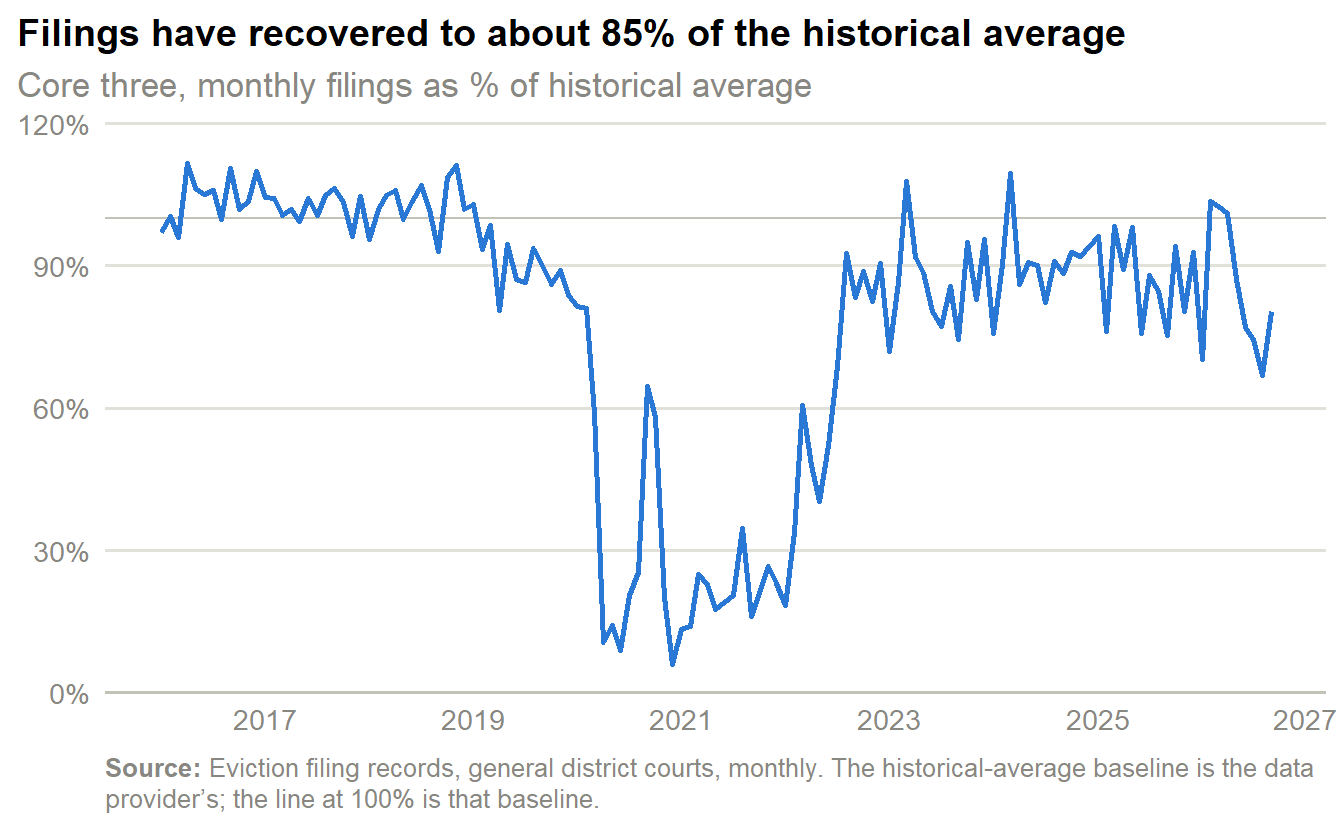 Filings have recovered to about 85% of the historical average
Core three, monthly filings as % of historical average
120%
90%
60%
30%
0%
2017 2019 2021 2023 2025 2027
Source: Eviction filing records, general district courts, monthly. The historical-average baseline is the data
provider’s; the line at 100% is that baseline.